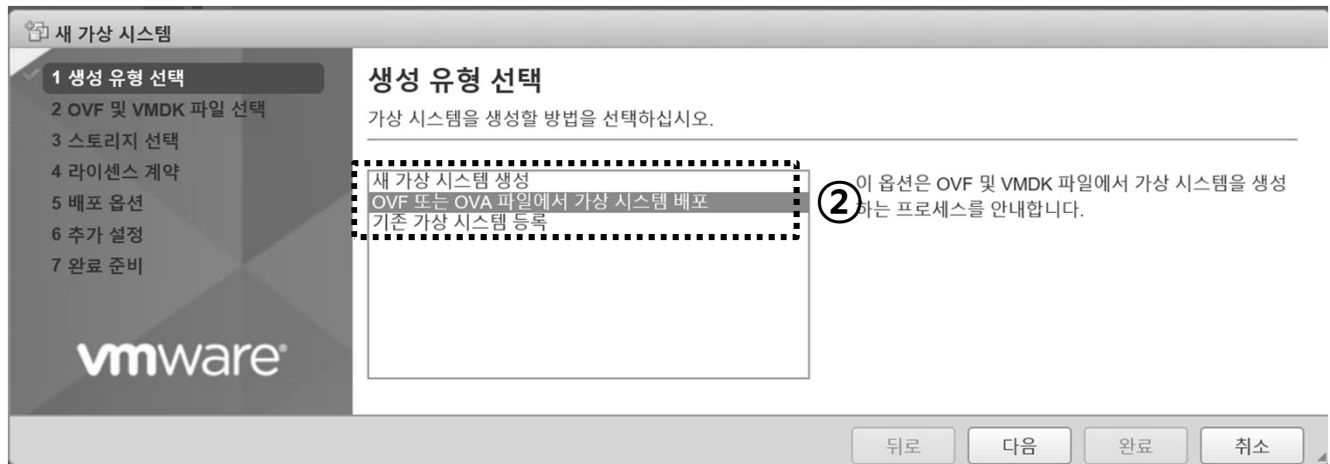 새 가상 시스템
1 생성 유형 선택
2 OVF 및 VMDK 파일 선택
3 스토리지 선택
4 라이센스 계약
5 배포 옵션
6 추가 설정
7 완료 준비
vmware®
생성 유형 선택
가상 시스템을 생성할 방법을 선택하십시오.
새 가상 시스템 생성
OVF 또는 OVA 파일에서 가상 시스템 배포
기존 가상 시스템 등록
②
이 옵션은 OVF 및 VMDK 파일에서 가상 시스템을 생성
하는 프로세스를 안내합니다.
뒤로 다음 완료 취소